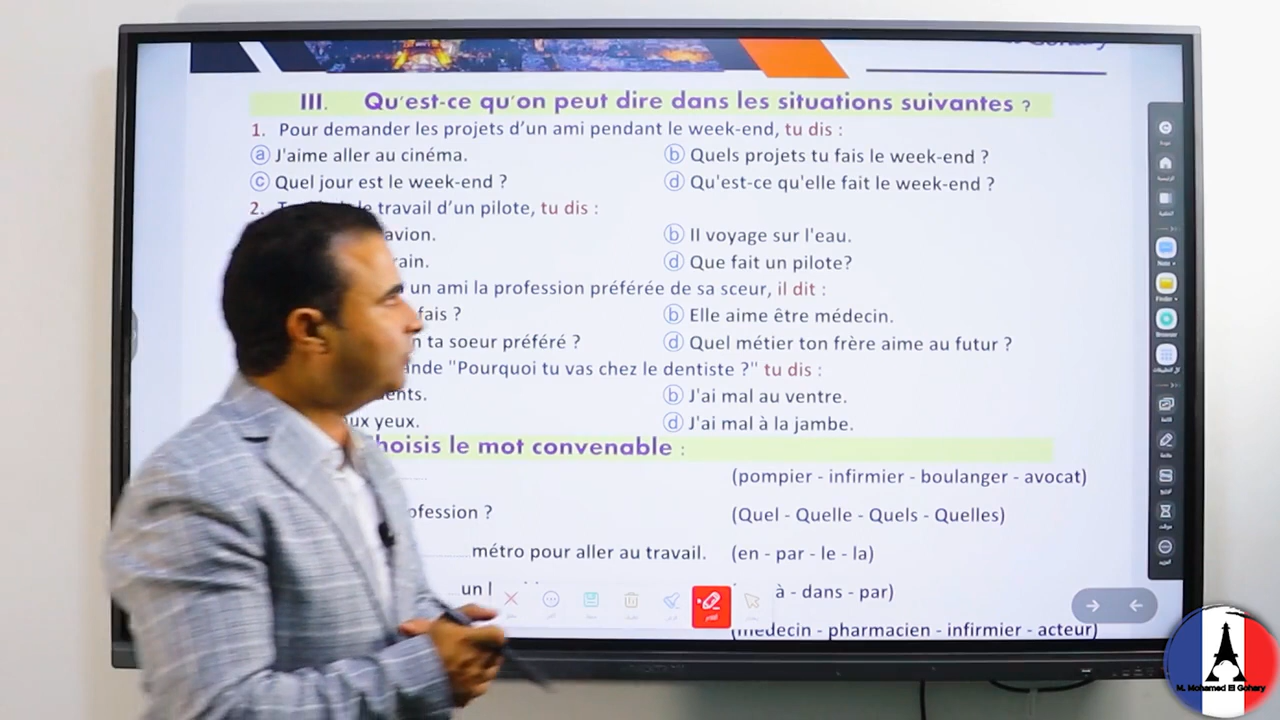 III. Qu'est-ce qu'on peut dire dans les situations suivantes ?
1. Pour demander les projets d'un ami pendant le week-end, tu dis :
ⓐ J'aime aller au cinéma. ⓑ Quels projets tu fais le week-end ?
ⓒ Quel jour est le week-end ? ⓓ Qu'est-ce qu'elle fait le week-end ?
2. travail d'un pilote, tu dis :
avion. ⓑ Il voyage sur l'eau.
ⓓ Que fait un pilote?
un ami la profession préférée de sa sceur, il dit :
fais ? ⓑ Elle aime être médecin.
ta soeur préféré ? ⓓ Quel métier ton frère aime au futur ?
"Pourquoi tu vas chez le dentiste ?" tu dis :
ⓑ J'ai mal au ventre.
yeux. ⓓ J'ai mal à la jambe.
hoisis le mot convenable :
(pompier - infirmier - boulanger - avocat)
ofession ? (Quel - Quelle - Quels - Quelles)
métro pour aller au travail. (en - par - le - la)
un à - dans - par)
(médecin - pharmacien - infirmier - acteur)
M. Mohamed El Gohary